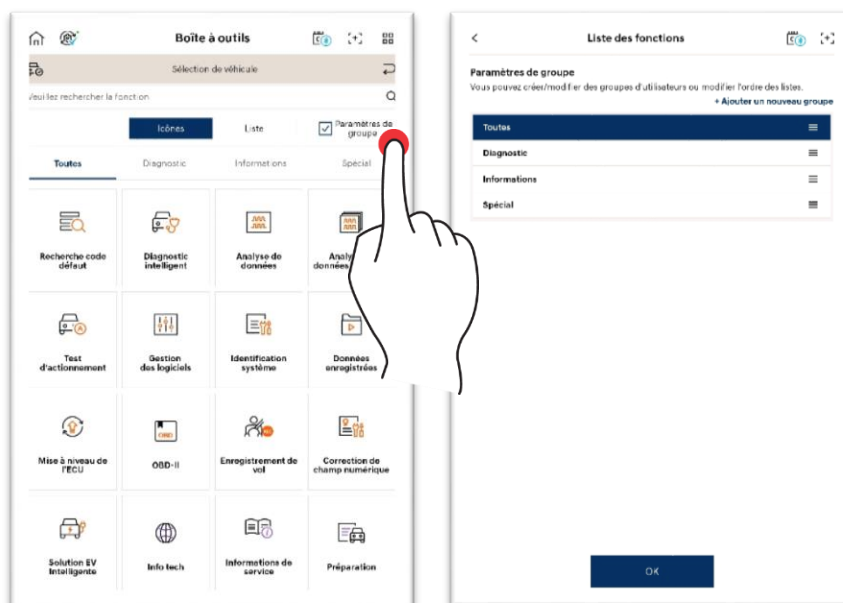 Boîte à outils
Sélection de véhicule
Veuillez rechercher la fonction
Icônes
Liste
Paramètres de
groupe
Toutes
Diagnostic
Informations
Spécial
Recherche code
défaut
Diagnostic
intelligent
Analyse de
données
données
Test
d'actionnement
Gestion
des logiciels
Identification
système
Données
enregistrées
Mise à niveau de
l'ECU
OBD
OBD-II
Enregistrement de
vol
Correction de
champ numérique
Solution EV
Intelligente
Info tech
Informations de
service
Préparation
Liste des fonctions
Paramètres de groupe
Vous pouvez créer/modifier des groupes d'utilisateurs ou modifier l'ordre des listes.
+ Ajouter un nouveau groupe
Toutes
Diagnostic
Informations
Spécial
OK